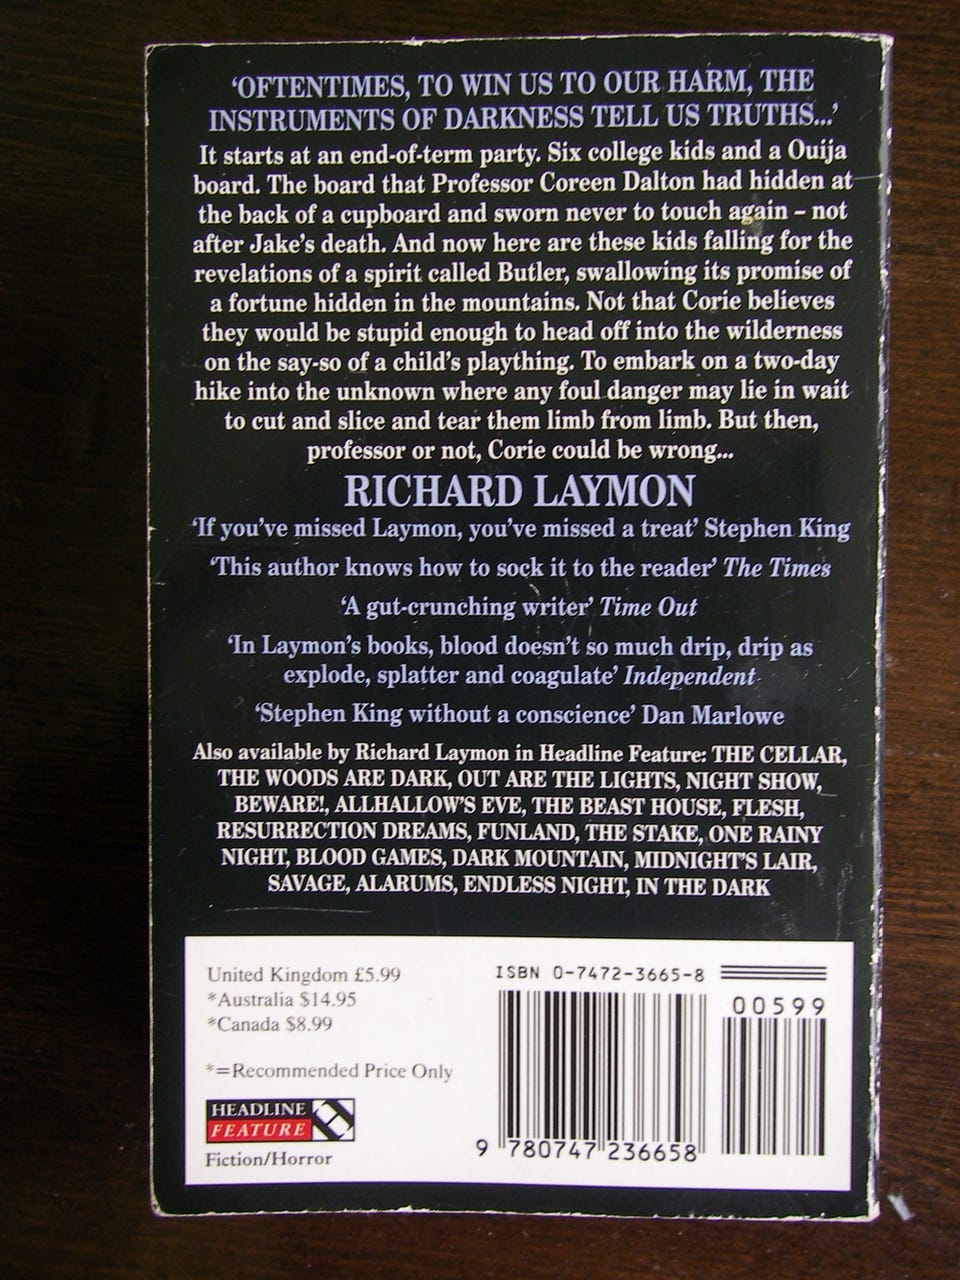 ‘OFTENTIMES, TO WIN US TO OUR HARM, THE
INSTRUMENTS OF DARKNESS TELL US TRUTHS...’
It starts at an end-of-term party. Six college kids and a Ouija
board. The board that Professor Coreen Dalton had hidden at
the back of a cupboard and sworn never to touch again – not
after Jake’s death. And now here are these kids falling for the
revelations of a spirit called Butler, swallowing its promise of
a fortune hidden in the mountains. Not that Corie believes
they would be stupid enough to head off into the wilderness
on the say-so of a child’s plaything. To embark on a two-day
hike into the unknown where any foul danger may lie in wait
to cut and slice and tear them limb from limb. But then,
professor or not, Corie could be wrong...
RICHARD LAYMON
‘If you’ve missed Laymon, you’ve missed a treat’ Stephen King
‘This author knows how to sock it to the reader’ The Times
‘A gut-crunching writer’ Time Out
‘In Laymon’s books, blood doesn’t so much drip, drip as
explode, splatter and coagulate’ Independent
‘Stephen King without a conscience’ Dan Marlowe
Also available by Richard Laymon in Headline Feature: THE CELLAR,
THE WOODS ARE DARK, OUT ARE THE LIGHTS, NIGHT SHOW,
BEWARE!, ALLHALLOW’S EVE, THE BEAST HOUSE, FLESH,
RESURRECTION DREAMS, FUNLAND, THE STAKE, ONE RAINY
NIGHT, BLOOD GAMES, DARK MOUNTAIN, MIDNIGHT’S LAIR,
SAVAGE, ALARUMS, ENDLESS NIGHT, IN THE DARK
United Kingdom £5.99
*Australia $14.95
*Canada $8.99
*=Recommended Price Only
HEADLINE
FEATURE
Fiction/Horror
ISBN 0-7472-3665-8
00599
9 780747 236658